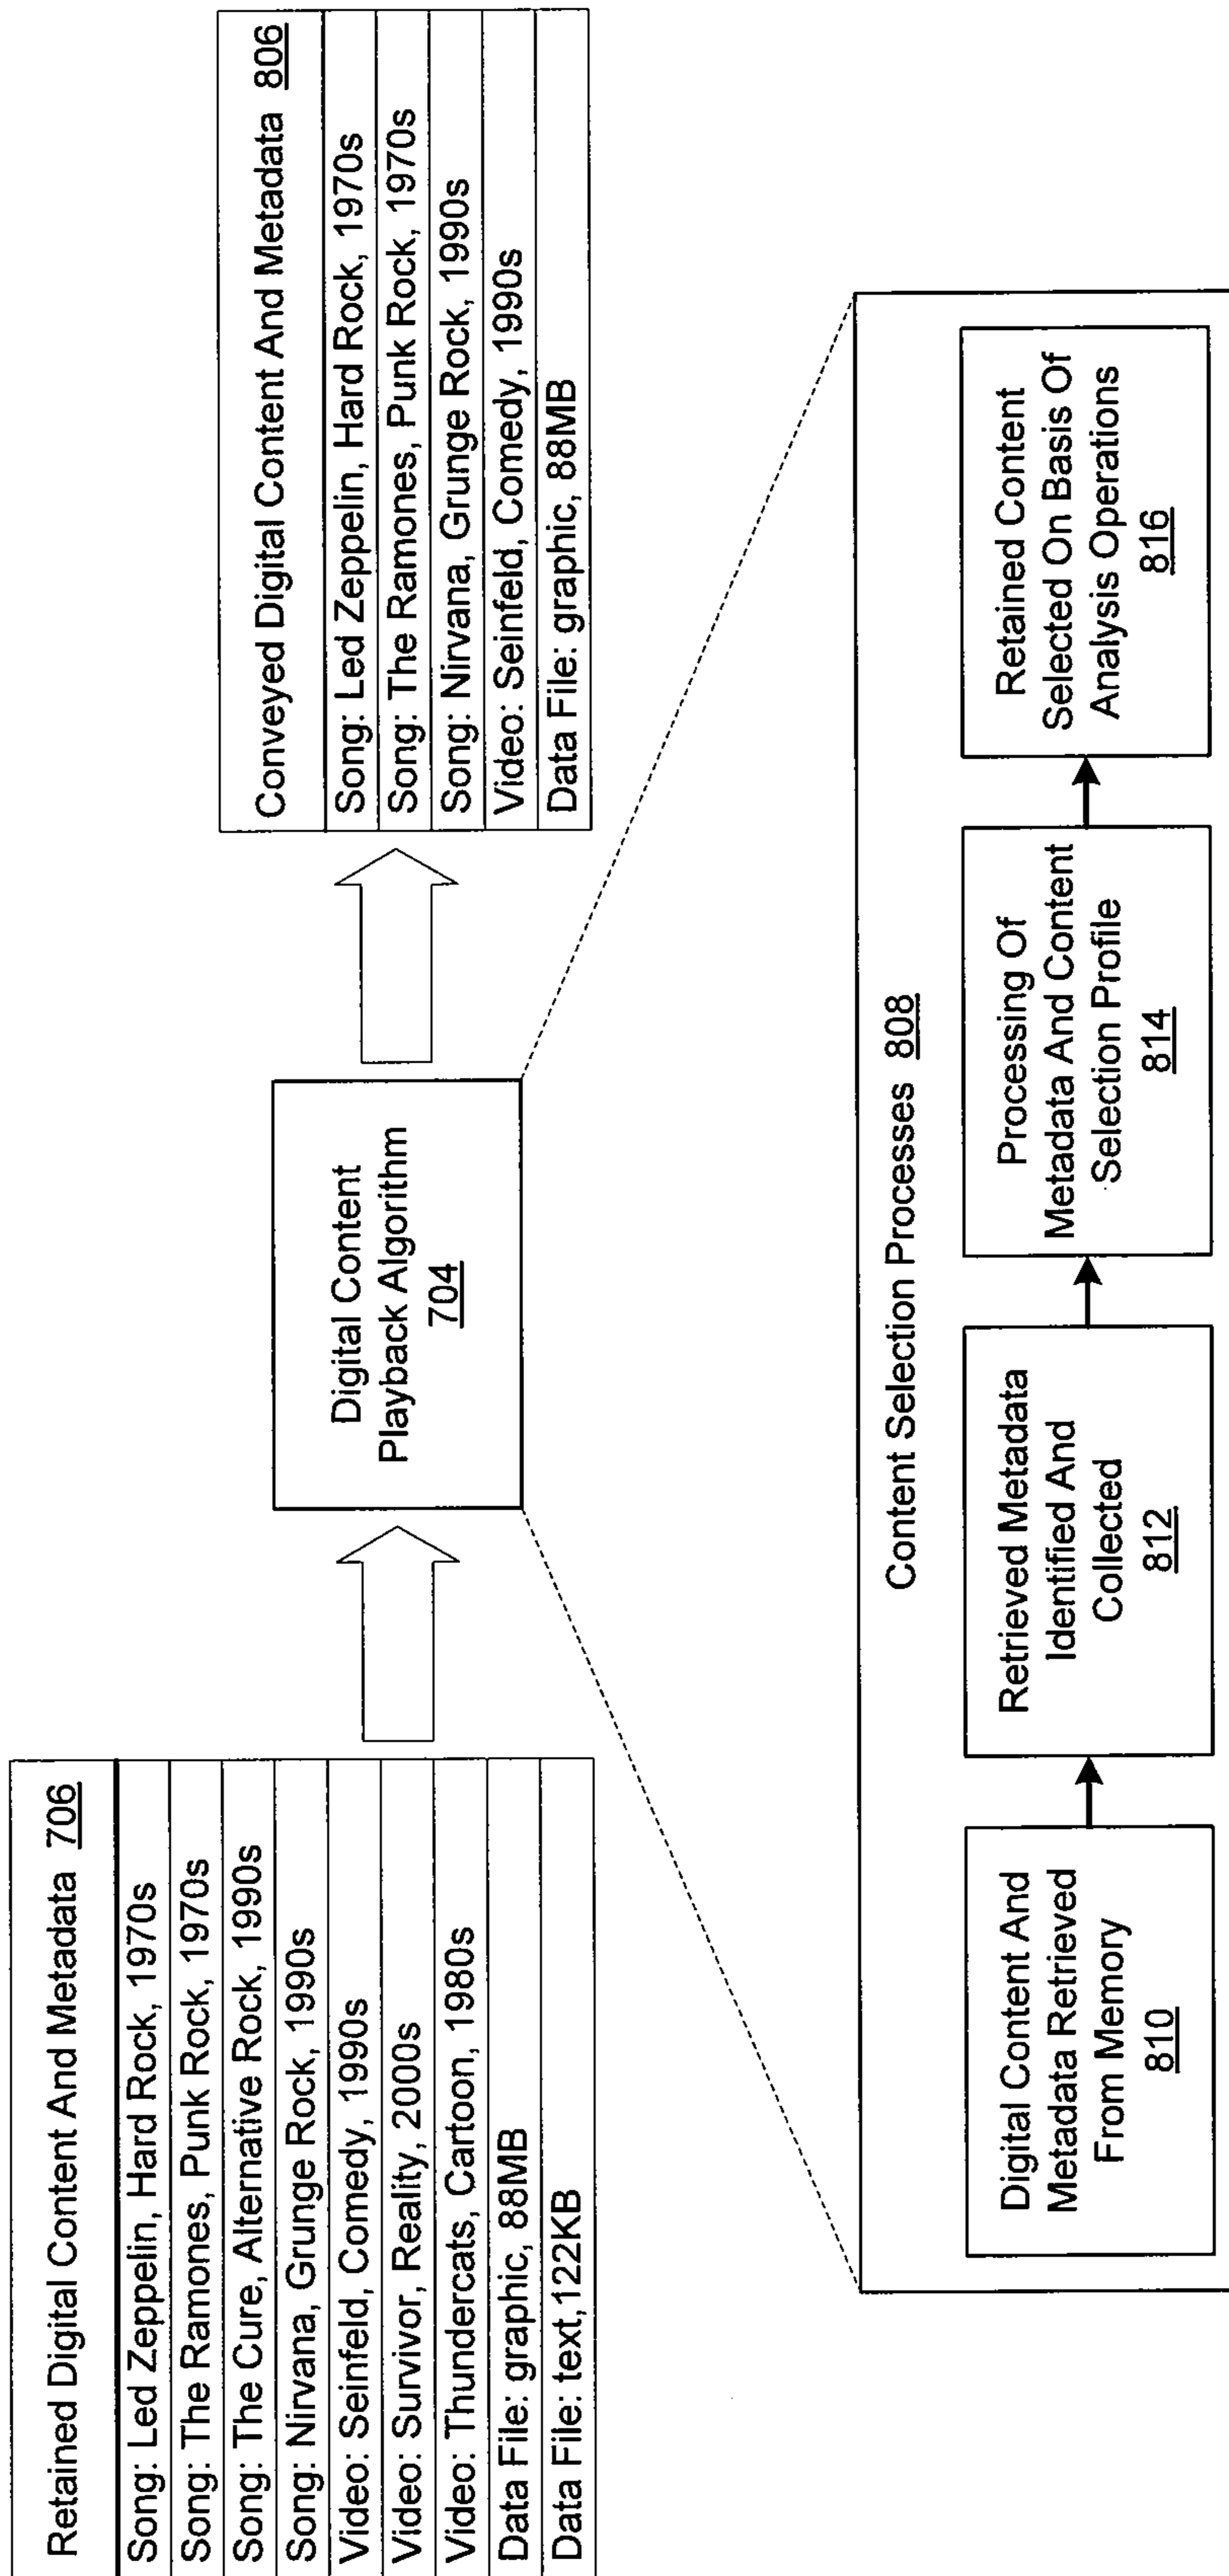 Retained Digital Content And Metadata 706
Song: Led Zeppelin, Hard Rock, 1970s
Song: The Ramones, Punk Rock, 1970s
Song: The Cure, Alternative Rock, 1990s
Song: Nirvana, Grunge Rock, 1990s
Video: Seinfeld, Comedy, 1990s
Video: Survivor, Reality, 2000s
Video: Thundercats, Cartoon, 1980s
Data File: graphic, 88MB
Data File: text,122KB
Digital Content
Playback Algorithm
704
Conveyed Digital Content And Metadata 806
Song: Led Zeppelin, Hard Rock, 1970s
Song: The Ramones, Punk Rock, 1970s
Song: Nirvana, Grunge Rock, 1990s
Video: Seinfeld, Comedy, 1990s
Data File: graphic, 88MB
Content Selection Processes 808
Digital Content And
Metadata Retrieved
From Memory
810
Retrieved Metadata
Identified And
Collected
812
Processing Of
Metadata And Content
Selection Profile
814
Retained Content
Selected On Basis Of
Analysis Operations
816